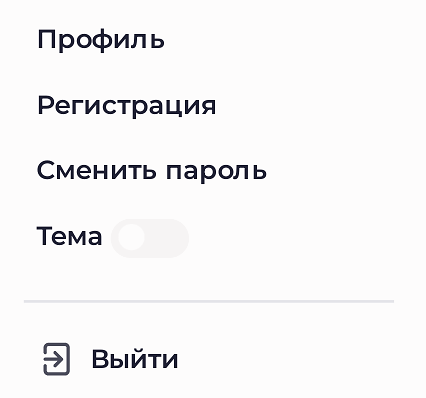 Профиль
Регистрация
Сменить пароль
Тема
Выйти